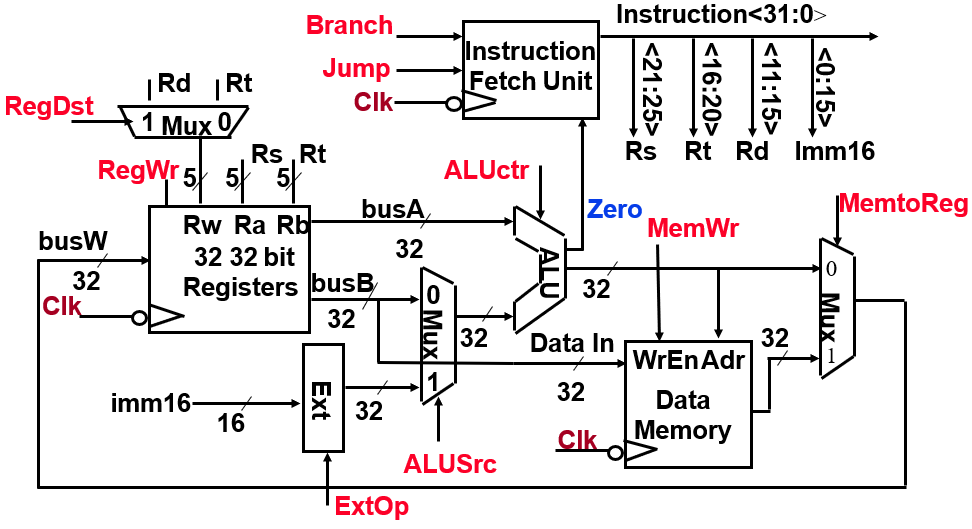 Branch
Jump
Clk
Instruction
Fetch Unit
Instruction<31:0>
<21:25>
<16:20>
<11:15>
<0:15>
Rs
Rt
Rd
Imm16
Rd
Rt
RegDst
1 Mux 0
RegWr
5
5
5
Rs
Rt
busW
32
Clk
Rw Ra Rb
32 32 bit
Registers
busA
32
busB
32
ALUctr
ALU
Zero
32
0
Mux
1
32
imm16
16
Ext
32
ExtOp
ALUSrc
Data In
32
MemWr
WrEn Adr
Data
Memory
Clk
32
MemtoReg
0
Mux
1